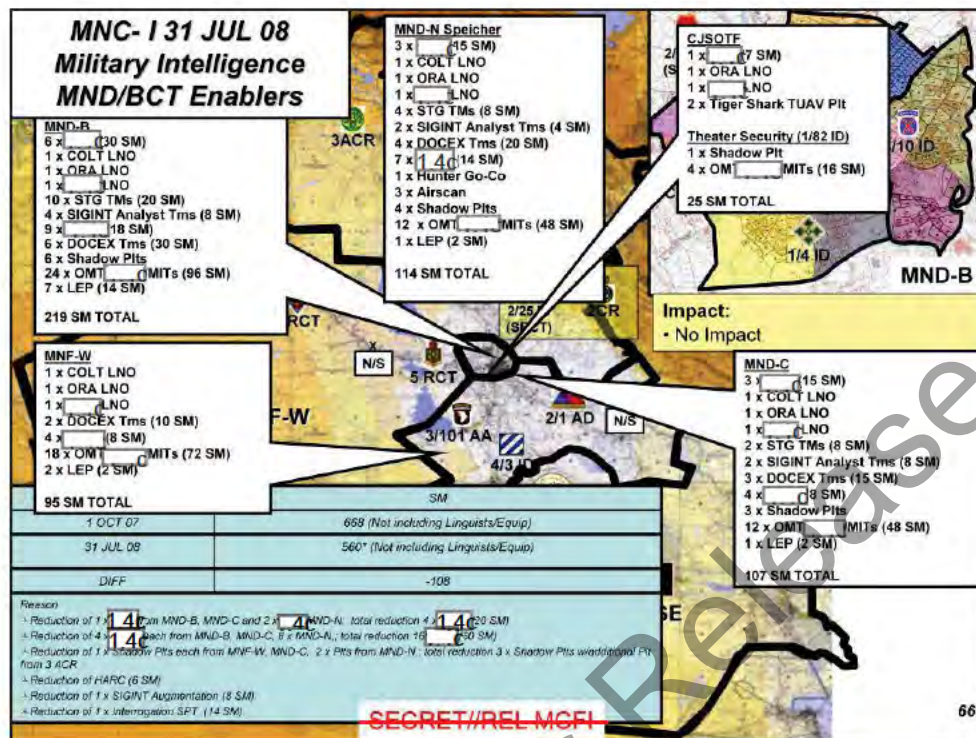 MNC- I 31 JUL 08
Military Intelligence
MND/BCT Enablers
MND-B
6 x (30 SM)
1 x COLT LNO
1 x ORA LNO
1 x LNO
10 x STG TMs (20 SM)
4 x SIGINT Analyst Tms (8 SM)
9 x 18 SM)
6 x DOCEX Tms (30 SM)
6 x Shadow Plts
24 x OMT MITs (96 SM)
7 x LEP (14 SM)
219 SM TOTAL
MND-N Speicher
3 x (15 SM)
1 x COLT LNO
1 x ORA LNO
1 x LNO
4 x STG TMs (8 SM)
2 x SIGINT Analyst Tms (4 SM)
4 x DOCEX Tms (20 SM)
7 x 1.4c (14 SM)
1 x Hunter Go-Co
3 x Airscan
4 x Shadow Plts
12 x OMT MITs (48 SM)
1 x LEP (2 SM)
114 SM TOTAL
CJSOTF
1 x (7 SM)
1 x ORA LNO
1 x LNO
2 x Tiger Shark TUAV Plt
Theater Security (1/82 ID)
1 x Shadow Plt
4 x OMT MITs (16 SM)
25 SM TOTAL
3ACR
/10 ID
1/4 ID
MND-B
Impact:
• No Impact
2/25
2CR
RCT
x
N/S
5 RCT
3/101 AA
2/1 AD
N/S
4/3 ID
F-W
MNF-W
1 x COLT LNO
1 x ORA LNO
1 x LNO
2 x DOCEX Tms (10 SM)
4 x (8 SM)
18 x OMT MITs (72 SM)
2 x LEP (2 SM)
95 SM TOTAL
MND-C
3 x (15 SM)
1 x COLT LNO
1 x ORA LNO
1 x LNO
2 x STG TMs (8 SM)
2 x SIGINT Analyst Tms (8 SM)
3 x DOCEX Tms (15 SM)
4 x (8 SM)
3 x Shadow Plts
12 x OMT MITs (48 SM)
1 x LEP (2 SM)
107 SM TOTAL
SM
1 OCT 07 668 (Not including Linguists/Equip)
31 JUL 08 560* (Not including Linguists/Equip)
DIFF -108
Reason
- Reduction of 1 x 1.4c from MND-B, MND-C and 2 x 1.4c MND-N: total reduction 4 x 1.4c (20 SM)
- Reduction of 4 x 1.4c each from MND-B, MND-C, 8 x MND-N,; total reduction 16
- Reduction of 1 x Shadow Plts each from MNF-W, MND-C, 2 x Plts from MND-N: total reduction 3 x Shadow Plts w/additional Plt
from 3 ACR
- Reduction of HARC (6 SM)
- Reduction of 1 x SIGINT Augmentation (8 SM)
- Reduction of 1 x Interrogation SPT (14 SM)
SE
SECRET//REL MCFI
66
Release